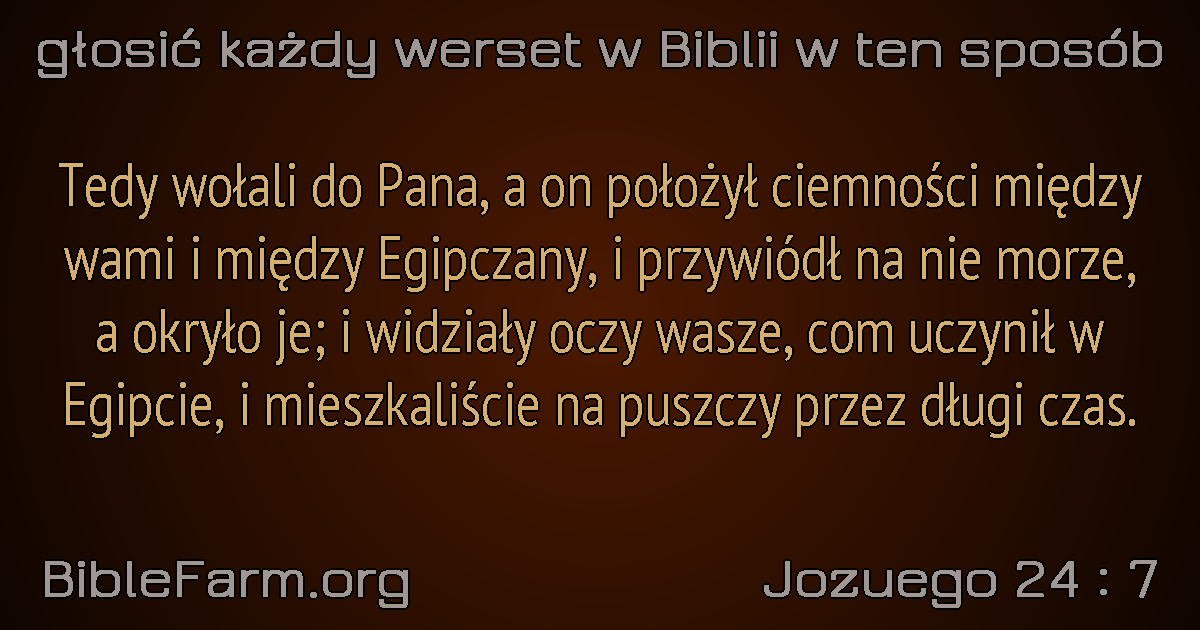 głosić każdy werset w Biblii w ten sposób
Tedy wołali do Pana, a on położył ciemności między
wami i między Egipczany, i przywiódł na nie morze,
a okryło je; i widziały oczy wasze, com uczynił w
Egipcie, i mieszkaliście na puszczy przez długi czas.
BibleFarm.org
Jozuego 24 : 7